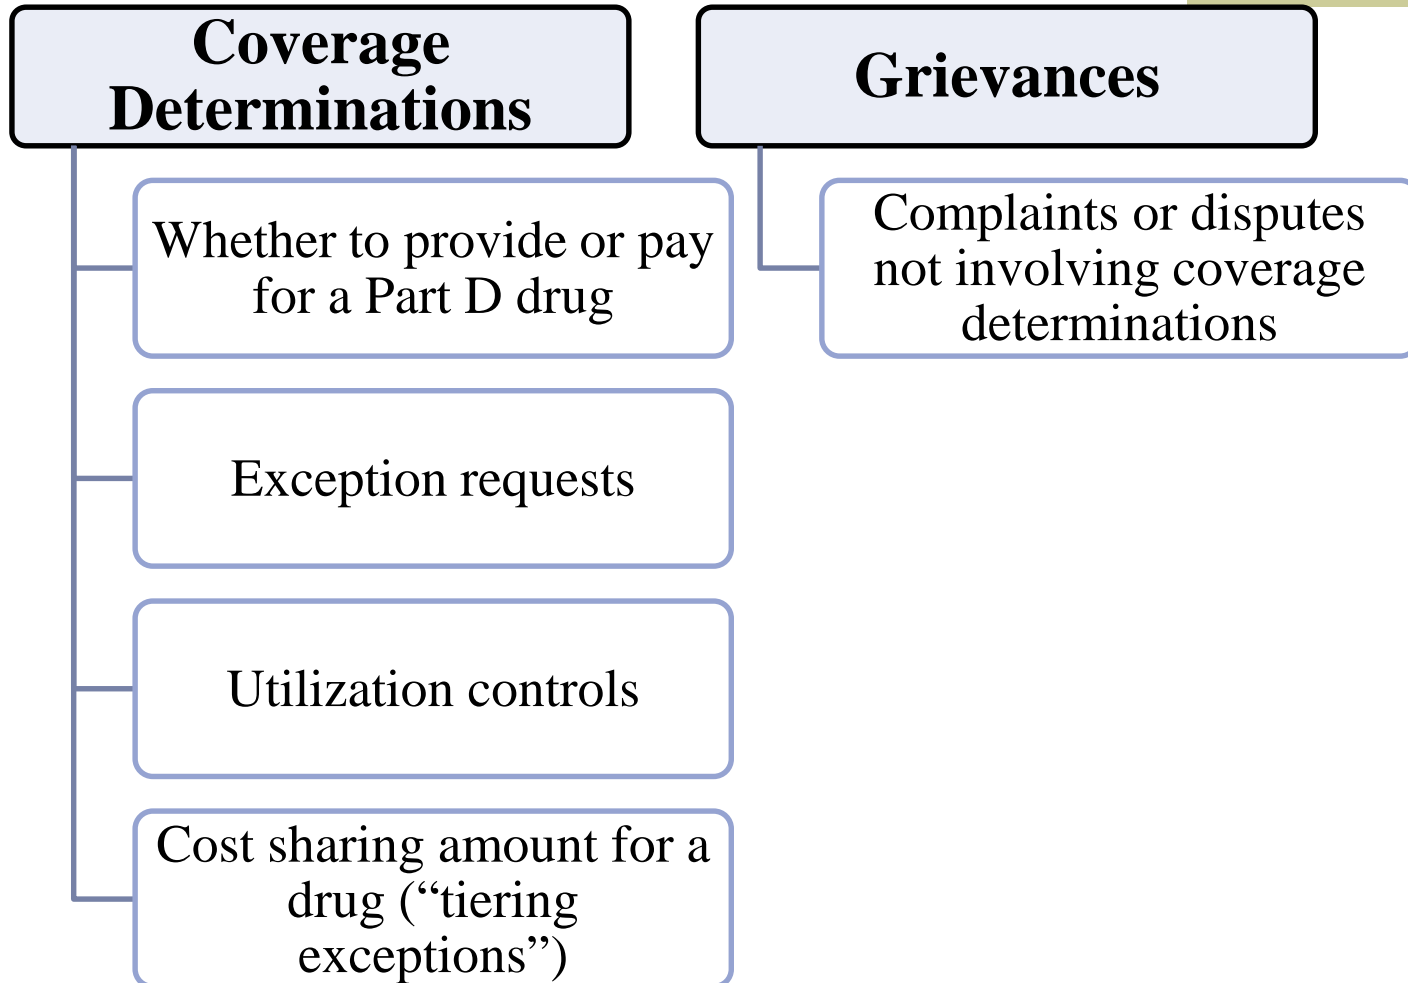 Coverage
Determinations
Whether to provide or pay
for a Part D drug
Exception requests
Utilization controls
Cost sharing amount for a
drug (“tiering
exceptions”)
Grievances
Complaints or disputes
not involving coverage
determinations